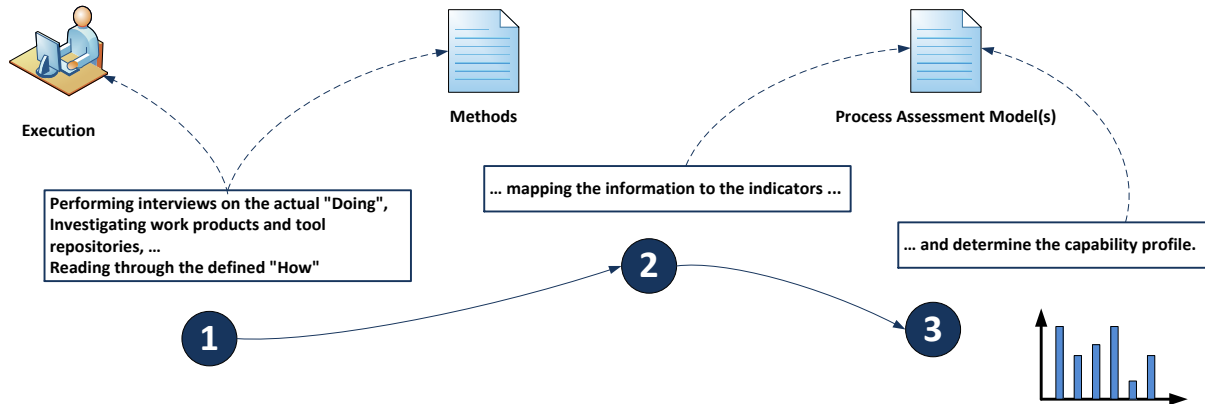 Execution
Methods
Process Assessment Model(s)
Performing interviews on the actual "Doing",
Investigating work products and tool
repositories, …
Reading through the defined "How"
… mapping the information to the indicators ...
… and determine the capability profile.
1
2
3